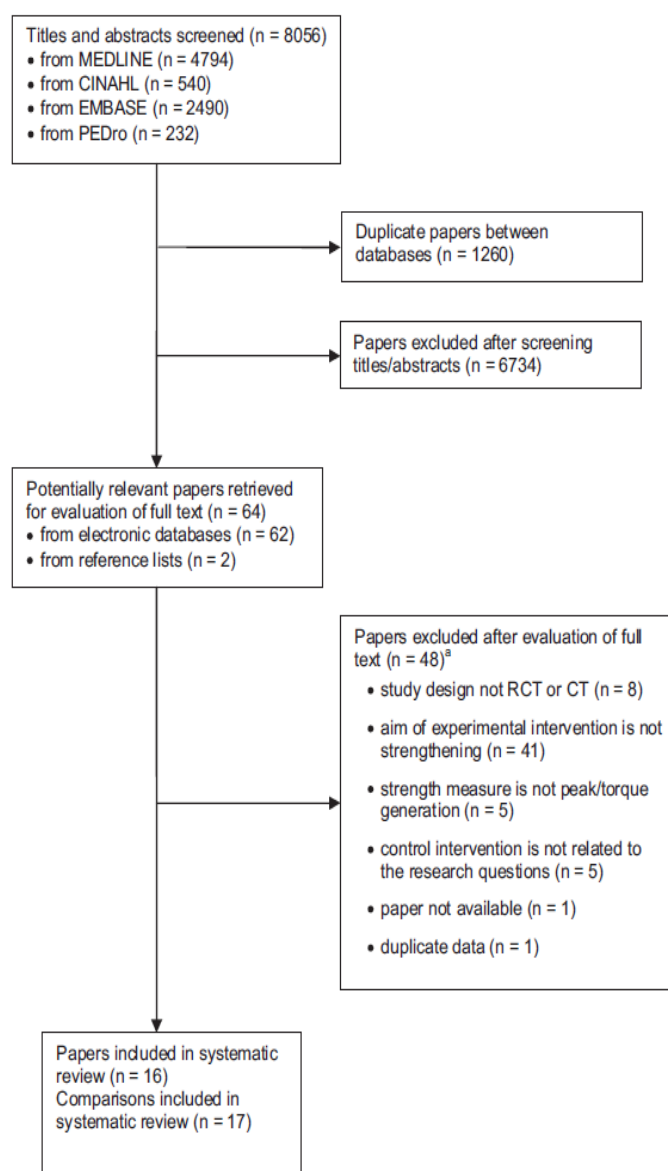 Titles and abstracts screened (n = 8056)
• from MEDLINE (n = 4794)
• from CINAHL (n = 540)
• from EMBASE (n = 2490)
• from PEDro (n = 232)
Duplicate papers between
databases (n = 1260)
Papers excluded after screening
titles/abstracts (n = 6734)
Potentially relevant papers retrieved
for evaluation of full text (n = 64)
• from electronic databases (n = 62)
• from reference lists (n = 2)
Papers excluded after evaluation of full
text (n = 48)ª
• study design not RCT or CT (n = 8)
• aim of experimental intervention is not
strengthening (n = 41)
• strength measure is not peak/torque
generation (n = 5)
• control intervention is not related to
the research questions (n = 5)
• paper not available (n = 1)
• duplicate data (n = 1)
Papers included in systematic
review (n = 16)
Comparisons included in
systematic review (n = 17)